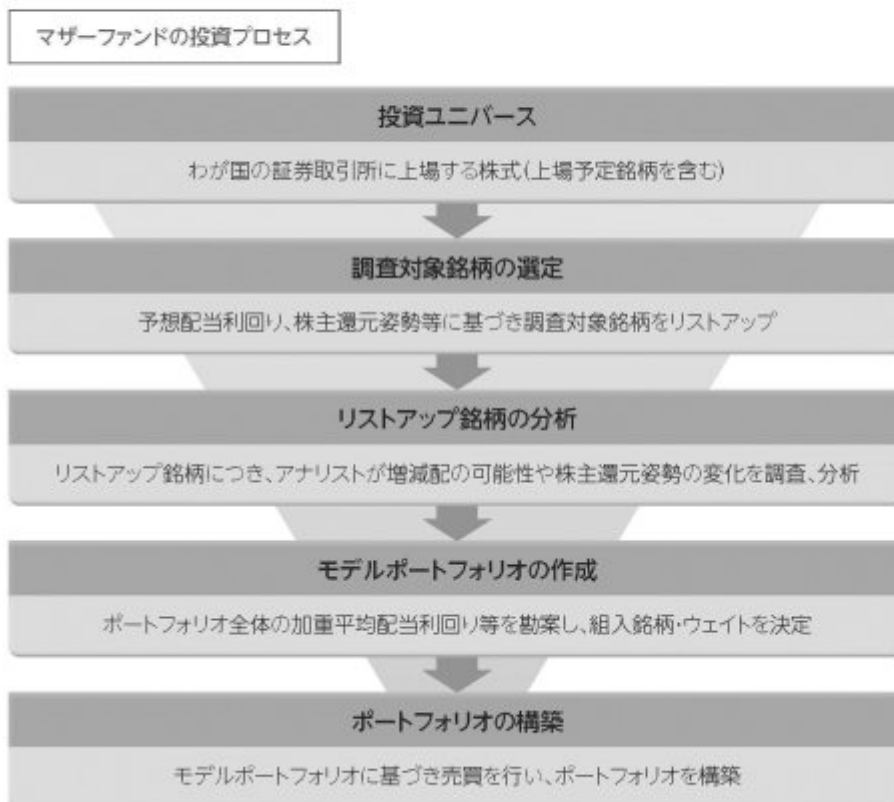 マザーファンドの投資プロセス
投資ユニバース
わが国の証券取引所に上場する株式(上場予定銘柄を含む)
調査対象銘柄の選定
予想配当利回り、株主還元姿勢等に基づき調査対象銘柄をリストアップ
リストアップ銘柄の分析
リストアップ銘柄につき、アナリストが増減配の可能性や株主還元姿勢の変化を調査、分析
モデルポートフォリオの作成
ポートフォリオ全体の加重平均配当利回り等を勘案し、組入銘柄・ウェイトを決定
ポートフォリオの構築
モデルポートフォリオに基づき売買を行い、ポートフォリオを構築